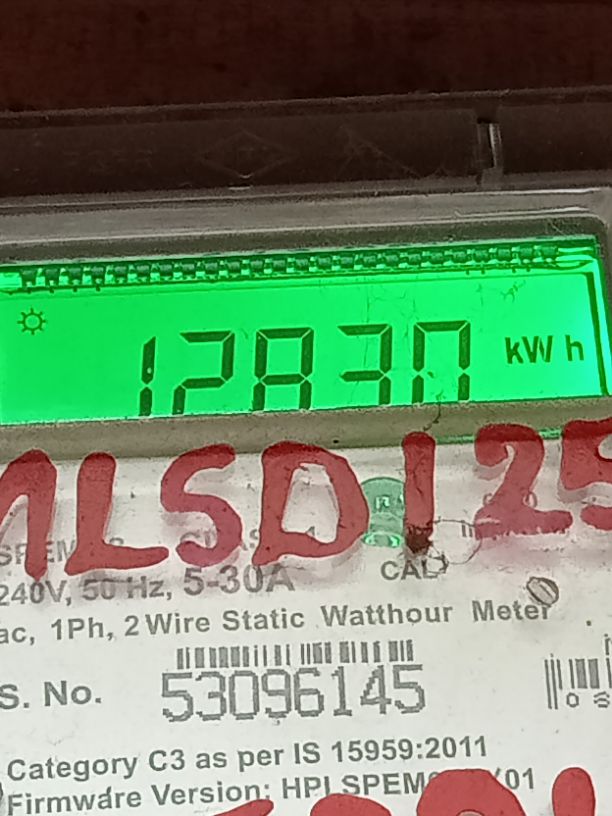 12830 kWh
MLSD125
240V, 50 Hz, 5-30A
CAL
ac, 1Ph, 2 Wire Static Watthour Meter
S. No. 53096145
Category C3 as per IS 15959:2011
Firmware Version: